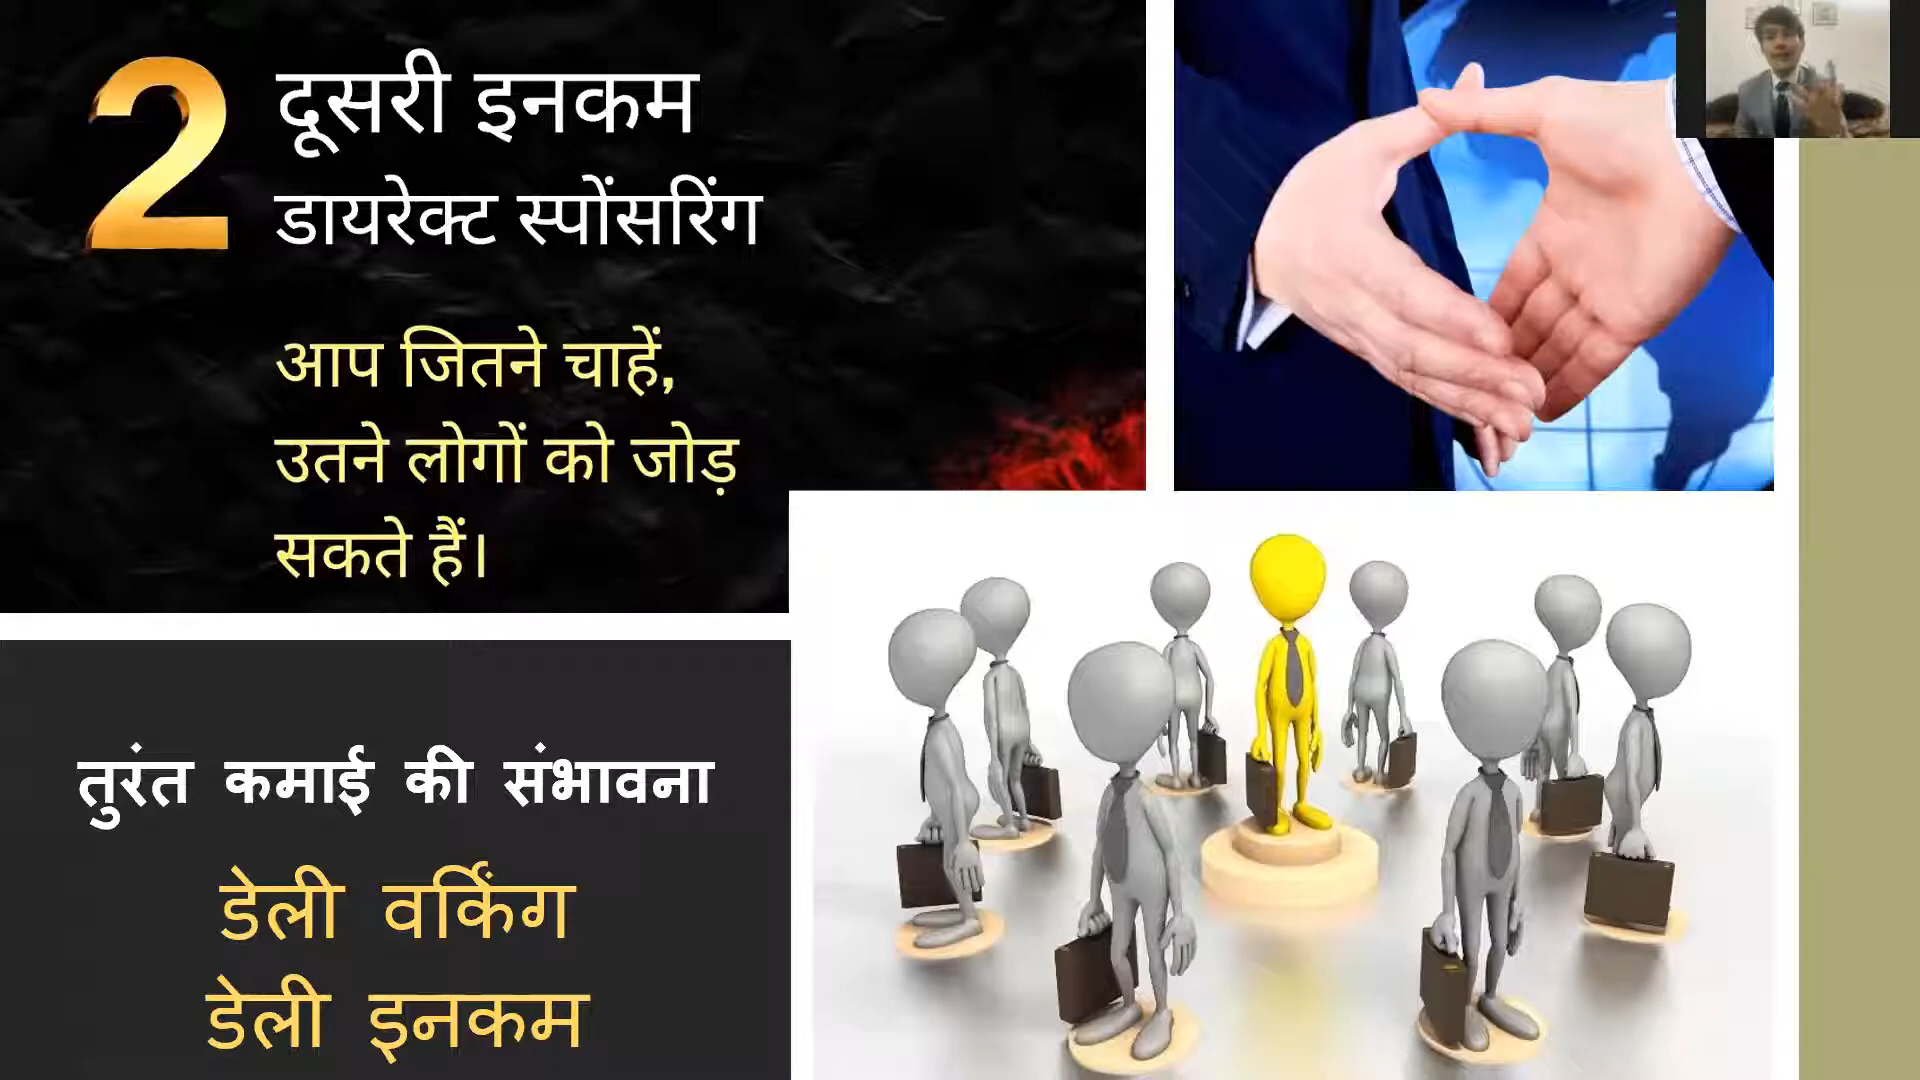 2
दूसरी इनकम
डायरेक्ट स्पोंसरिंग
आप जितने चाहें,
उतने लोगों को जोड़
सकते हैं।
तुरंत कमाई की संभावना
डेली वर्किंग
डेली इनकम